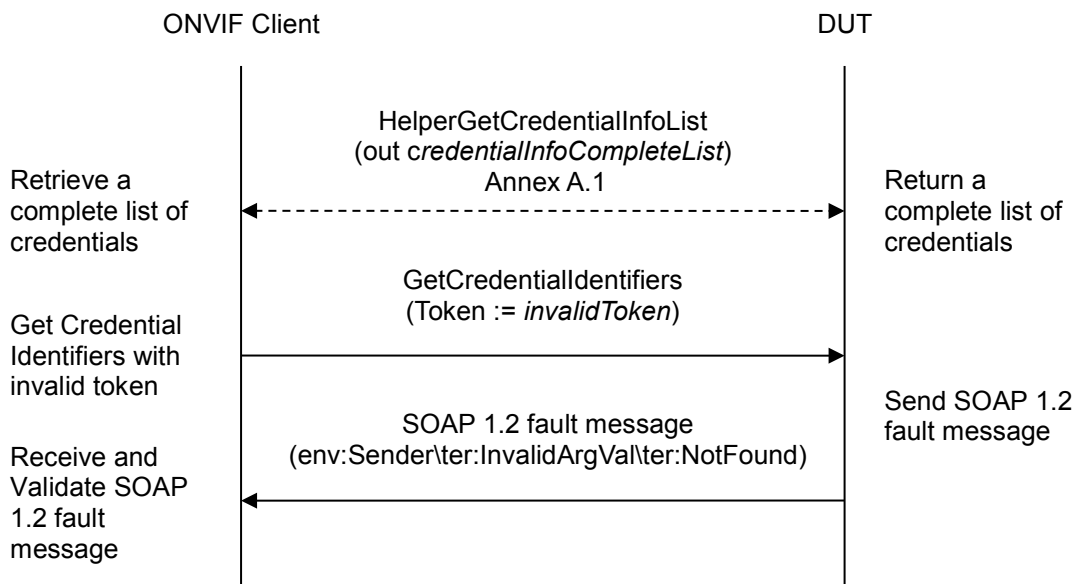 ONVIF Client
DUT
HelperGetCredentialInfoList
(out credentialInfoCompleteList)
Annex A.1
Retrieve a
complete list of
credentials
Return a
complete list of
credentials
GetCredentialIdentifiers
(Token := invalidToken)
Get Credential
Identifiers with
invalid token
SOAP 1.2 fault message
(env:Sender\ter:InvalidArgVal\ter:NotFound)
Send SOAP 1.2
fault message
Receive and
Validate SOAP
1.2 fault
message